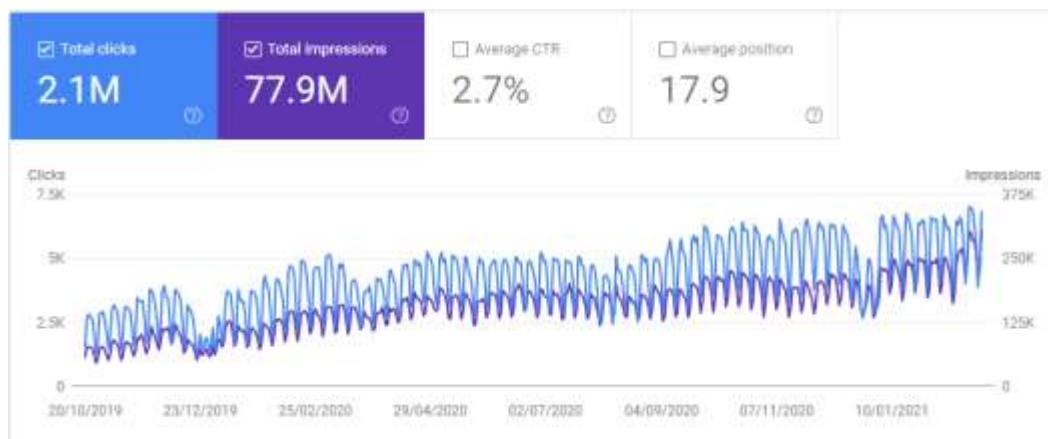 Total clicks
2.1M
Total impressions
77.9M
Average CTR
2.7%
Average position
17.9
Clicks
Impressions
7.5K
375K
5K
250K
2.5K
125K
0
0
20/10/2019 23/12/2019 25/02/2020 29/04/2020 02/07/2020 04/09/2020 07/11/2020 10/01/2021